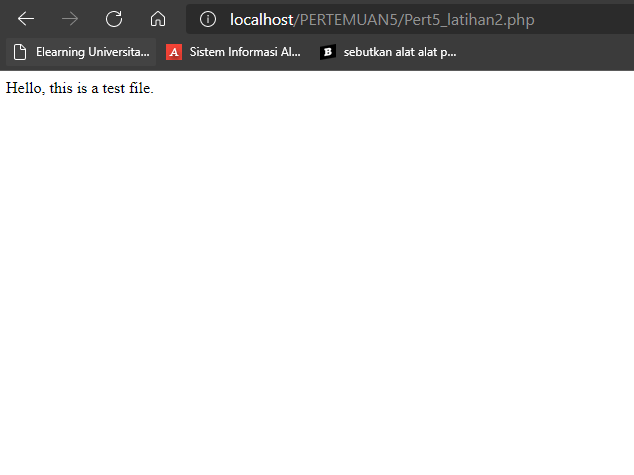 localhost/PERTEMUAN5/Pert5_latihan2.php
Elearning Universita... A Sistem Informasi Al... B sebutkan alat alat p...
Hello, this is a test file.